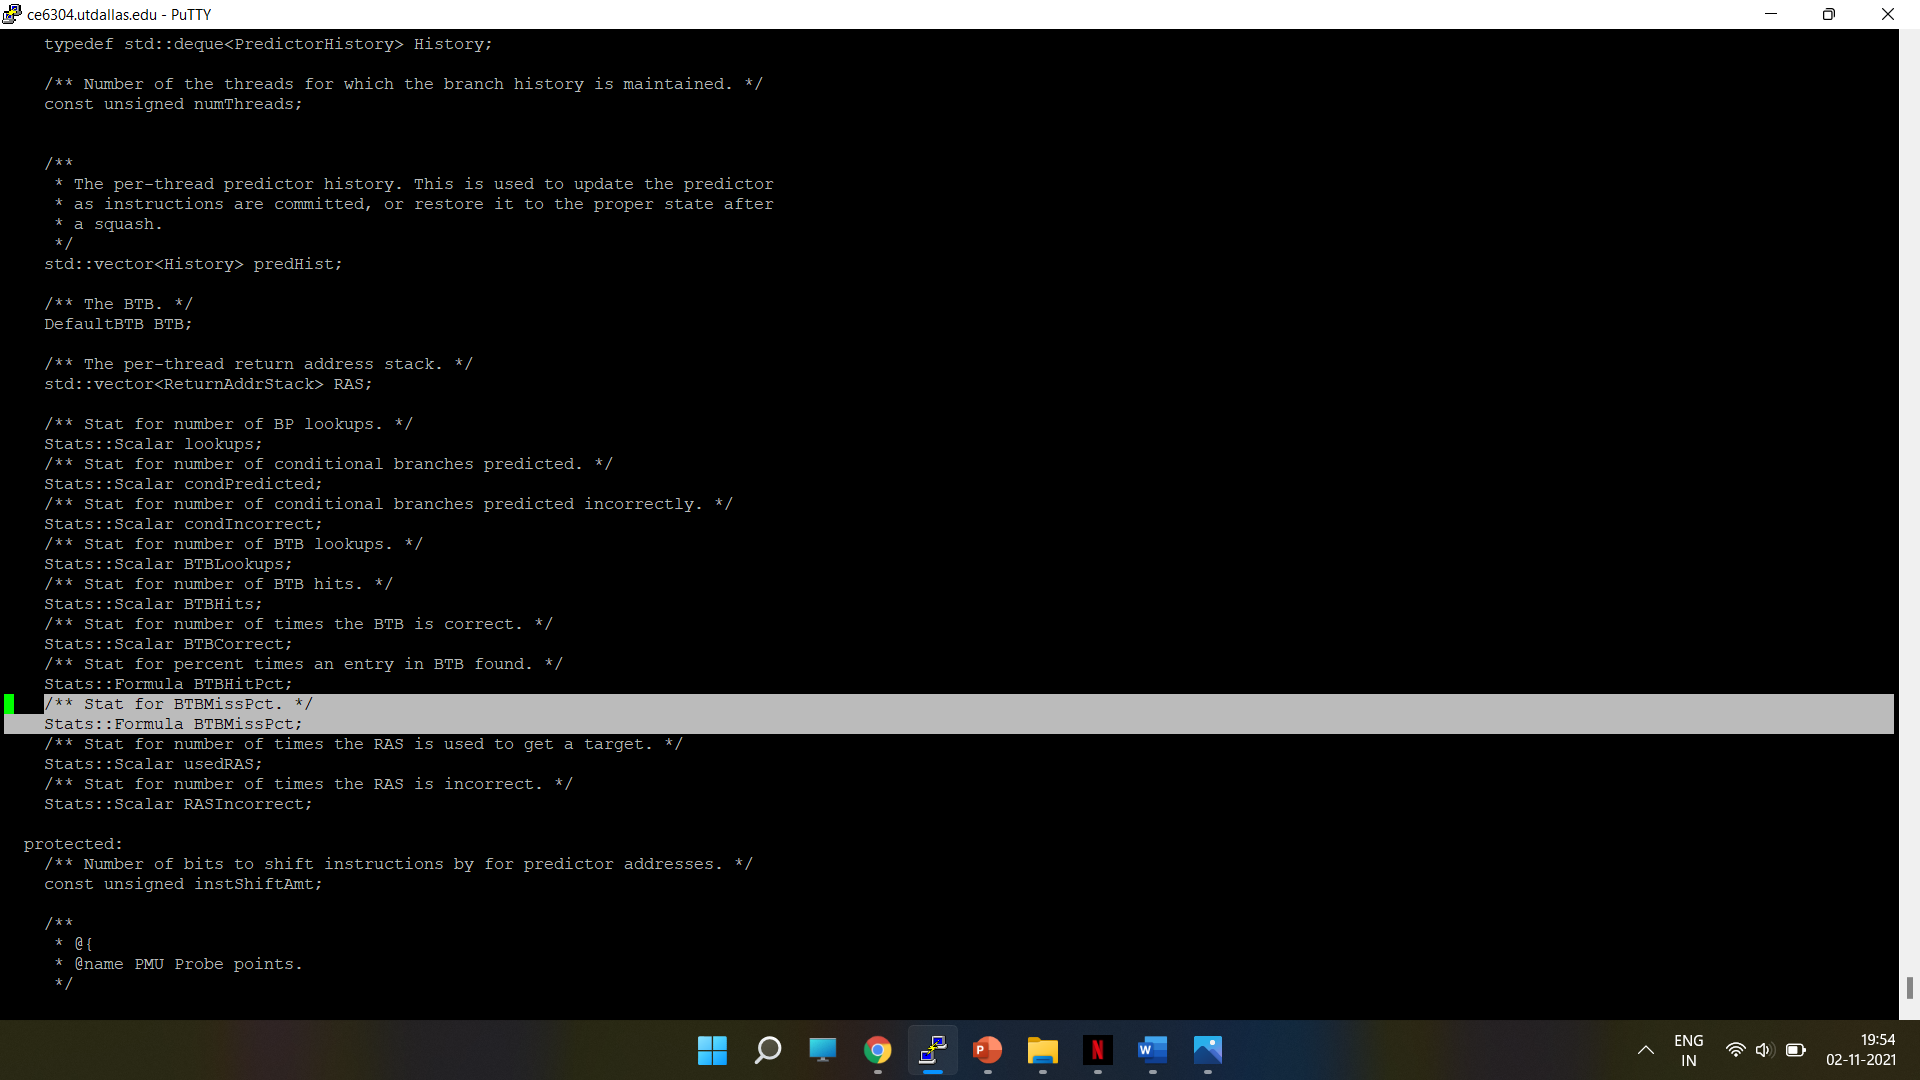 ce6304.utdallas.edu - PuTTY
typedef std::deque<PredictorHistory> History;
/** Number of the threads for which the branch history is maintained. */
const unsigned numThreads;
/**
* The per-thread predictor history. This is used to update the predictor
* as instructions are committed, or restore it to the proper state after
* a squash.
*/
std::vector<History> predHist;
/** The BTB. */
DefaultBTB BTB;
/** The per-thread return address stack. */
std::vector<ReturnAddrStack> RAS;
/** Stat for number of BP lookups. */
Stats::Scalar lookups;
/** Stat for number of conditional branches predicted. */
Stats::Scalar condPredicted;
/** Stat for number of conditional branches predicted incorrectly. */
Stats::Scalar condIncorrect;
/** Stat for number of BTB lookups. */
Stats::Scalar BTBLookups;
/** Stat for number of BTB hits. */
Stats::Scalar BTBHits;
/** Stat for number of times the BTB is correct. */
Stats::Scalar BTBCorrect;
/** Stat for percent times an entry in BTB found. */
Stats::Formula BTBHitPct;
/** Stat for BTBMissPct. */
Stats::Formula BTBMissPct;
/** Stat for number of times the RAS is used to get a target. */
Stats::Scalar usedRAS;
/** Stat for number of times the RAS is incorrect. */
Stats::Scalar RASIncorrect;
protected:
/** Number of bits to shift instructions by for predictor addresses. */
const unsigned instShiftAmt;
/**
* @{
* @name PMU Probe points.
*/
P
N
W
ENG
IN
19:54
02-11-2021